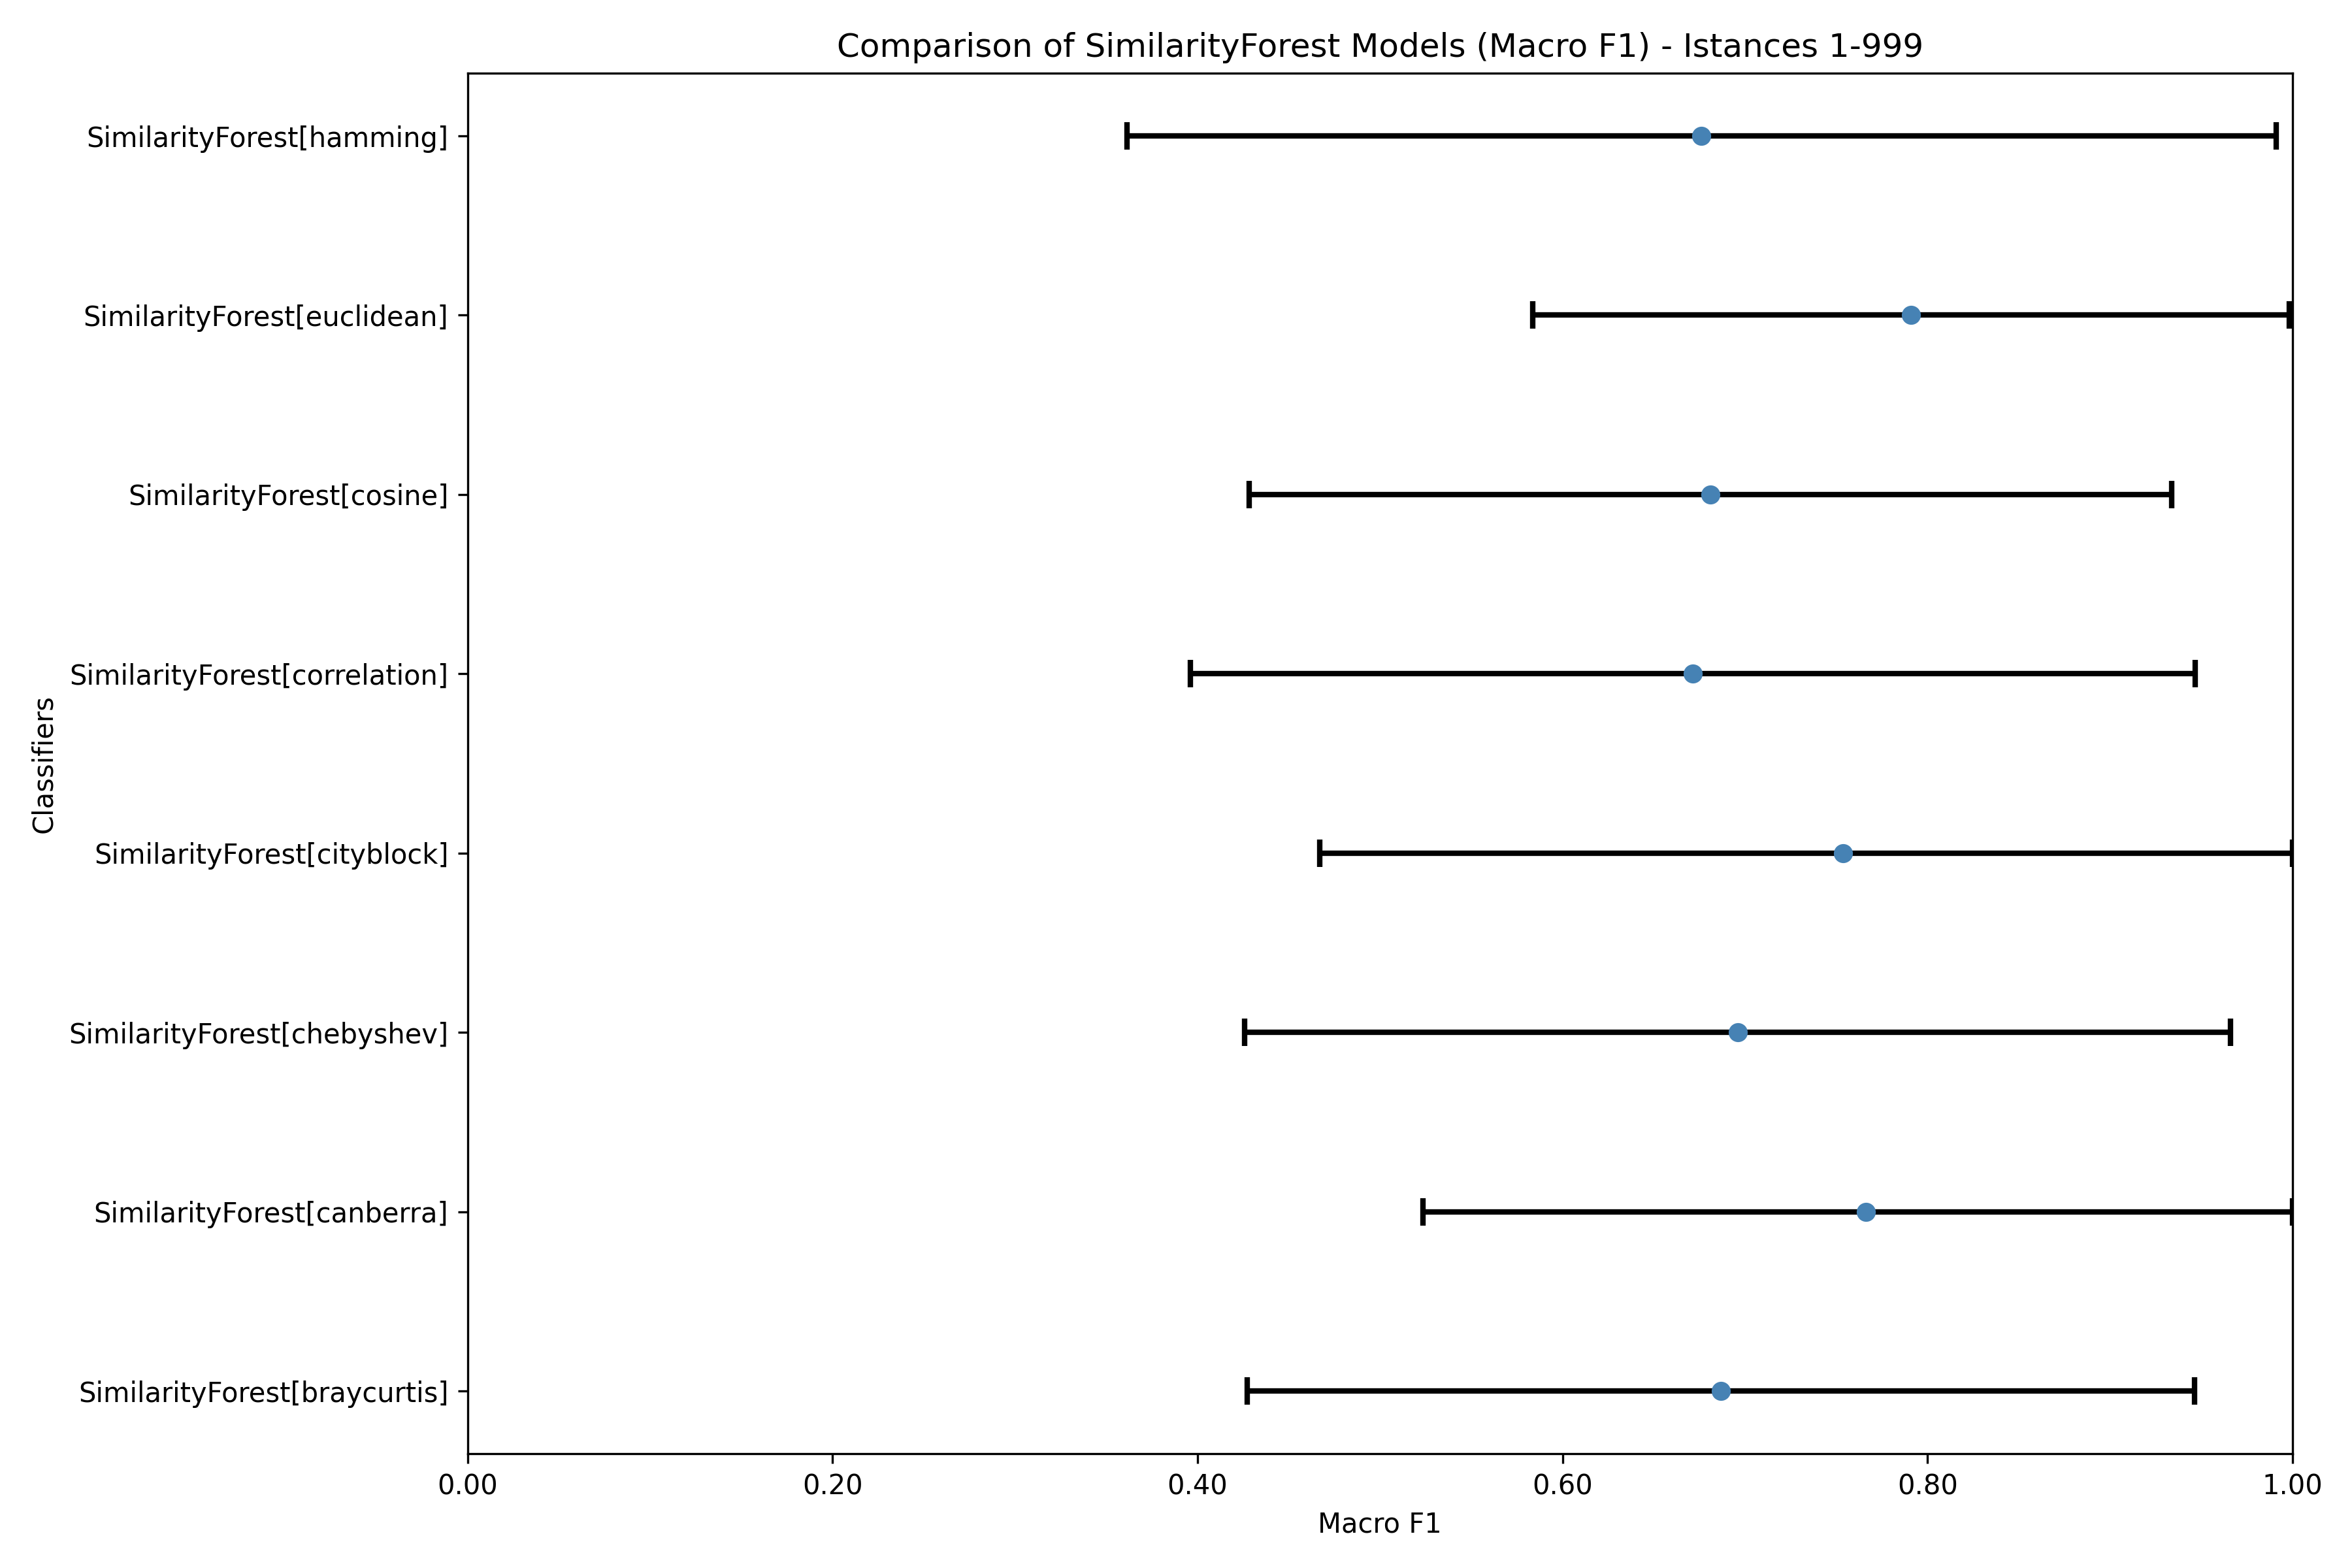 Comparison of SimilarityForest Models (Macro F1) - Istances 1-999
SimilarityForest[hamming]
SimilarityForest[euclidean]
SimilarityForest[cosine]
SimilarityForest[correlation]
SimilarityForest[cityblock]
SimilarityForest[chebyshev]
SimilarityForest[canberra]
SimilarityForest[braycurtis]
Classifiers
0.00 0.20 0.40 0.60 0.80 1.00
Macro F1